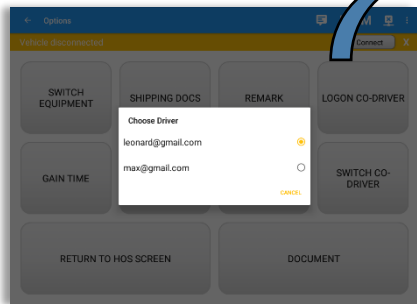 Options
M
Vehicle disconnected
Connect X
SWITCH EQUIPMENT
SHIPPING DOCS
REMARK
LOGON CO-DRIVER
Choose Driver
leonard@gmail.com
max@gmail.com
CANCEL
GAIN TIME
SWITCH CO-
DRIVER
RETURN TO HOS SCREEN
DOCUMENT